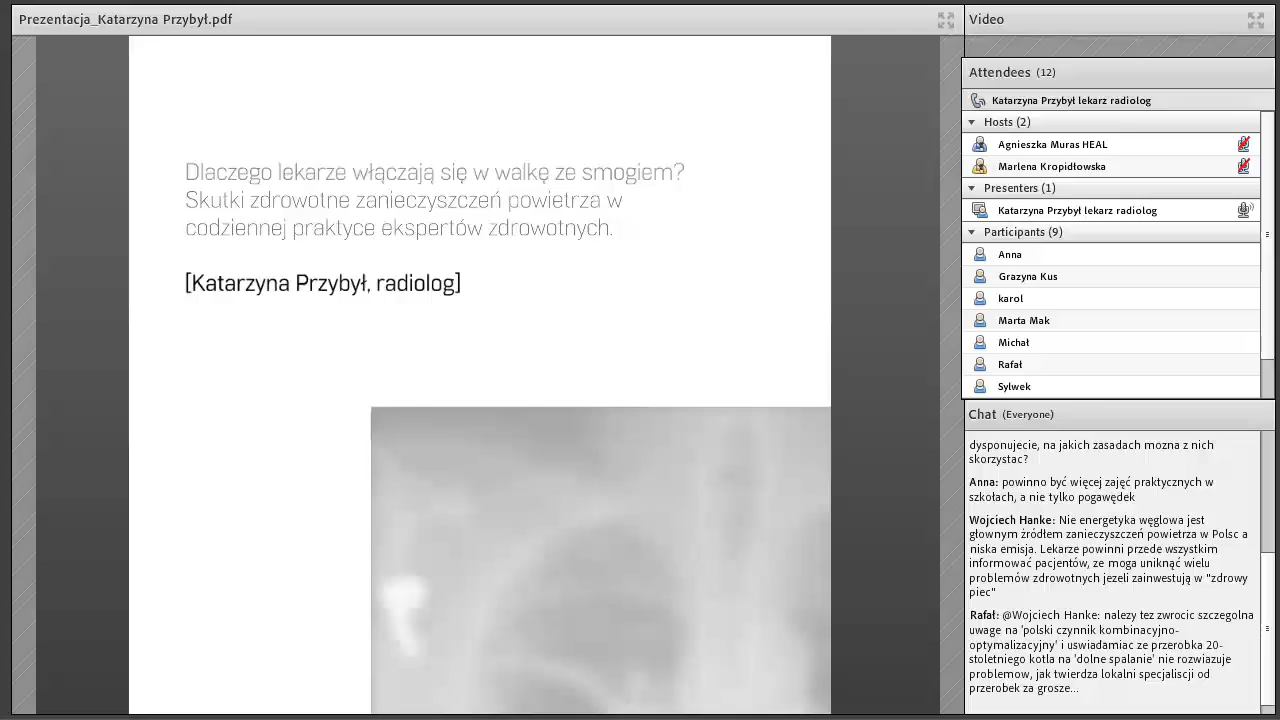 Prezentacja_Katarzyna Przybył.pdf
Dlaczego lekarze włączają się w walkę ze smogiem?
Skutki zdrowotne zanieczyszczeń powietrza w
codziennej praktyce ekspertów zdrowotnych.
[Katarzyna Przybył, radiolog]
Video
Attendees (12)
Katarzyna Przybył lekarz radiolog
Hosts (2)
Agnieszka Muras HEAL
Marlena Kropidłowska
Presenters (1)
Katarzyna Przybył lekarz radiolog
Participants (9)
Anna
Grazyna Kus
karol
Marta Mak
Michał
Rafał
Sylwek
Chat (Everyone)
dysponujecie, na jakich zasadach mozna z nich
skorzystac?
Anna: powinno być więcej zajęć praktycznych w
szkołach, a nie tylko pogawędek
Wojciech Hanke: Nie energetyka węglowa jest
głownym żródłem zanieczyszczeń powietrza w Polsc a
niska emisja. Lekarze powinni przede wszystkim
informować pacjentów, ze moga uniknąć wielu
problemów zdrowotnych jezeli zainwestują w "zdrowy
piec"
Rafał: @Wojciech Hanke: nalezy tez zwrocic szczegolna
uwage na 'polski czynnik kombinacyjno-
optymalizacyjny' i uswiadamiac ze przerobka 20-
stoletniego kotla na 'dolne spalanie' nie rozwiazuje
problemow, jak twierdza lokalni specjalisci od
przerobek za grosze...